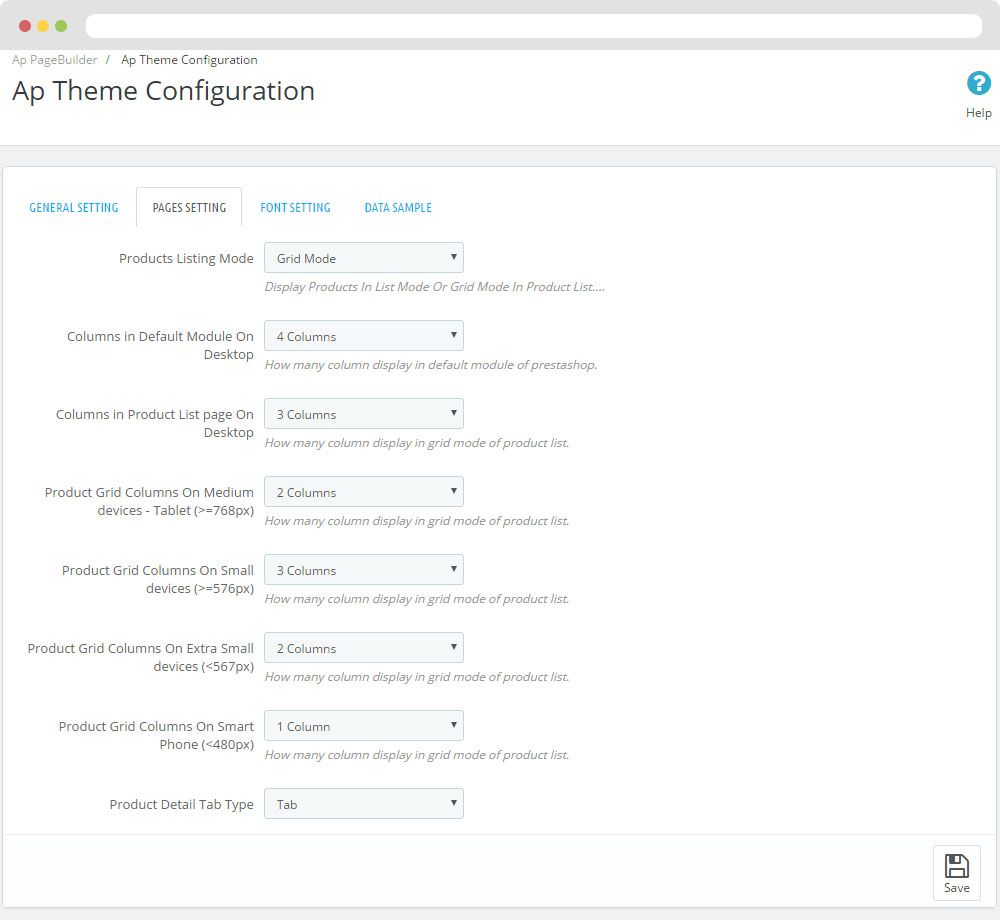 Ap PageBuilder / Ap Theme Configuration
Ap Theme Configuration
Help
GENERAL SETTING PAGES SETTING FONT SETTING DATA SAMPLE
Products Listing Mode Grid Mode
Display Products In List Mode Or Grid Mode In Product List....
Columns in Default Module On
Desktop
4 Columns
How many column display in default module of prestashop.
Columns in Product List page On
Desktop
3 Columns
How many column display in grid mode of product list.
Product Grid Columns On Medium
devices - Tablet (>=768px)
2 Columns
How many column display in grid mode of product list.
Product Grid Columns On Small
devices (>=576px)
3 Columns
How many column display in grid mode of product list.
Product Grid Columns On Extra Small
devices (<567px)
2 Columns
How many column display in grid mode of product list.
Product Grid Columns On Smart
Phone (<480px)
1 Column
How many column display in grid mode of product list.
Product Detail Tab Type Tab
Save